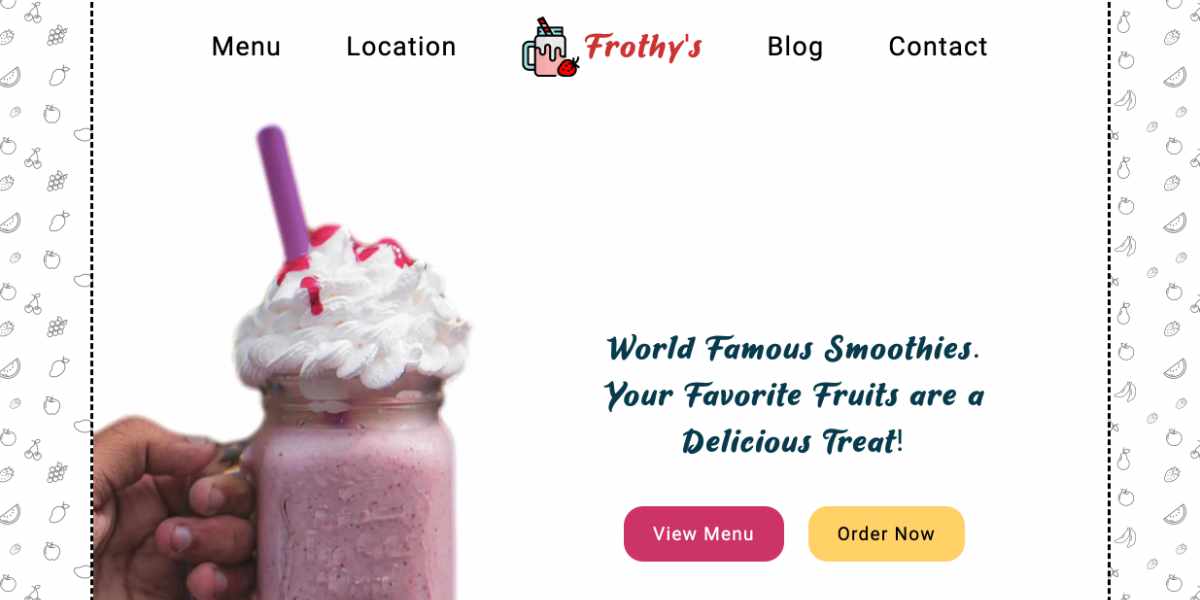 Menu
Location
Frothy's
Blog
Contact
World Famous Smoothies.
Your Favorite Fruits are a
Delicious Treat!
View Menu
Order Now